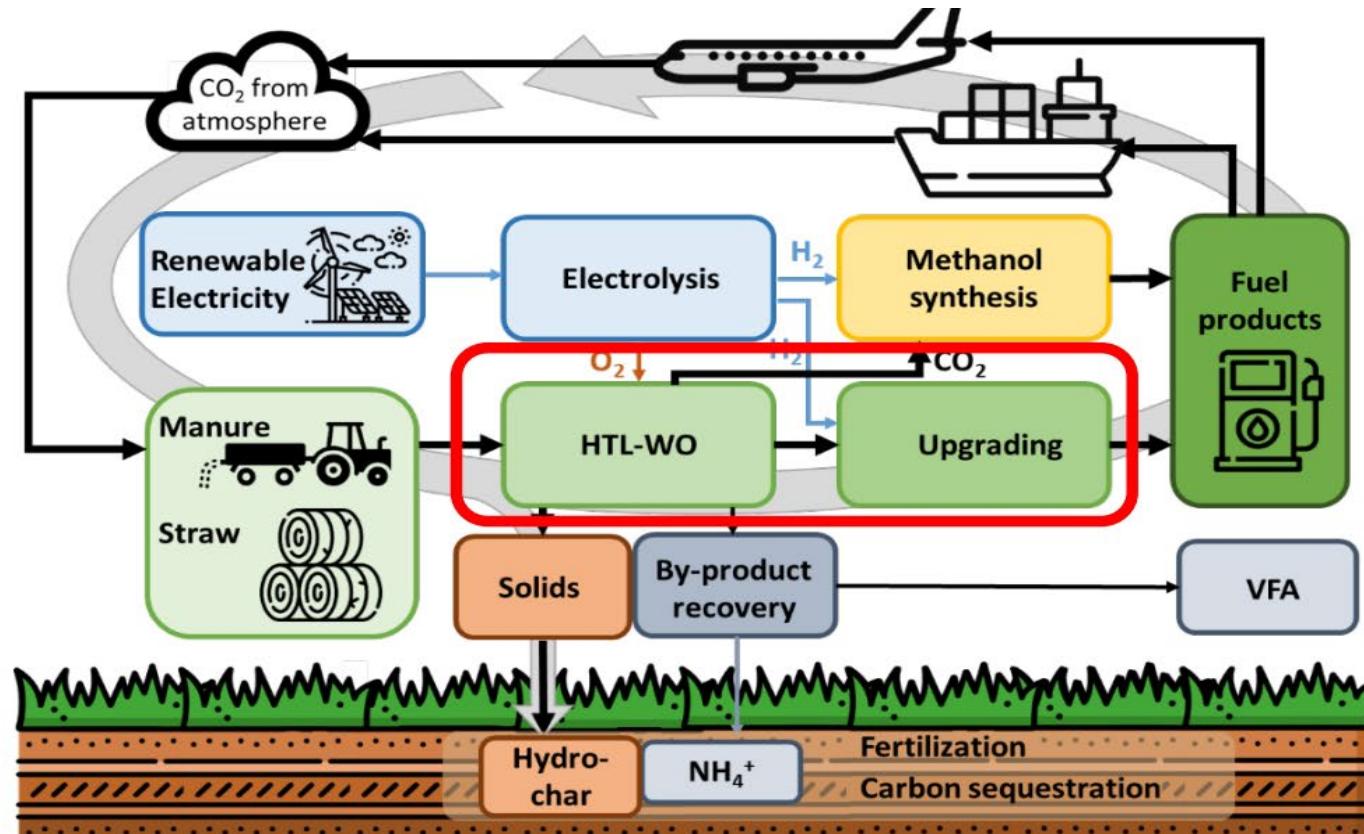 CO₂ from
atmosphere
Renewable
Electricity
Electrolysis
H₂
Methanol
synthesis
Fuel
products
O₂
H₂
CO₂
Manure
Straw
HTL-WO
Upgrading
Solids
By-product
recovery
VFA
Hydro-
char
NH₄⁺
Fertilization
Carbon sequestration